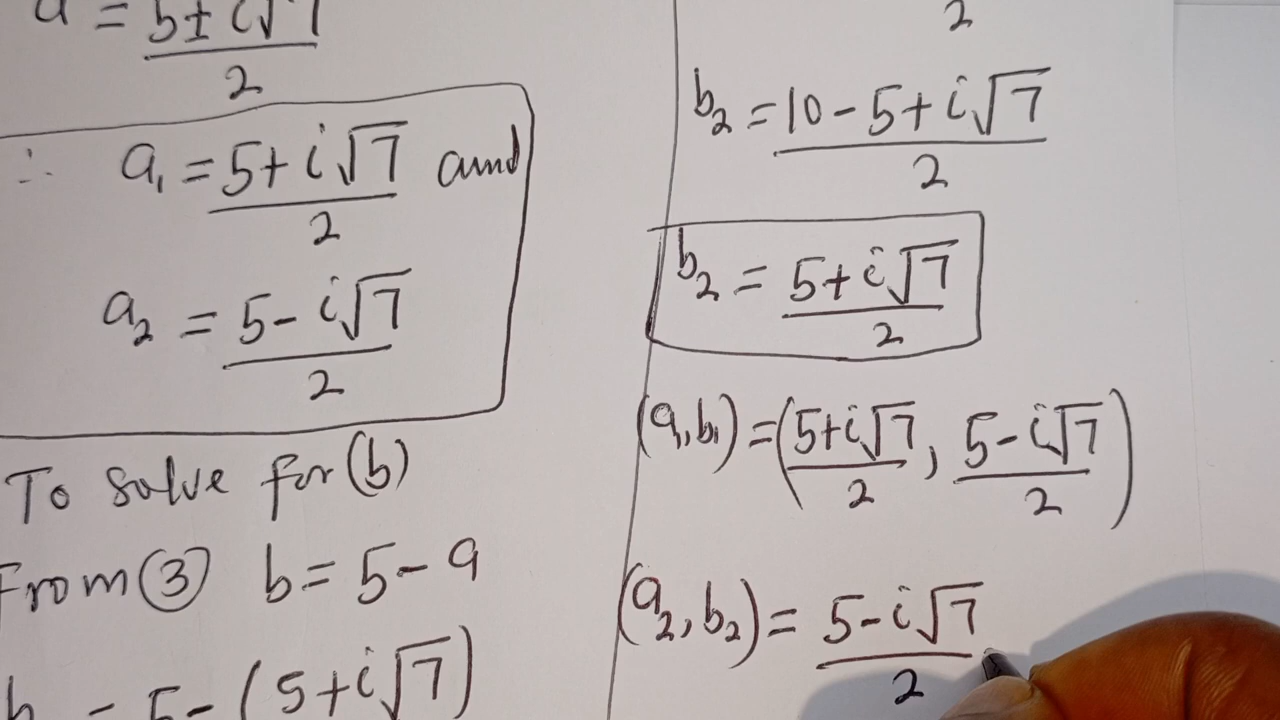 a = 5±i√7/2
∴ a₁ = 5+i√7/2 and
a₂ = 5-i√7/2
To solve for (b)
From ③ b = 5-a
b = 5-(5+i√7)
2
b₂ = 10-5+i√7/2
b₂ = 5+i√7/2
(a₁,b₁) = (5+i√7/2, 5-i√7/2)
(a₂,b₂) = 5-i√7/2